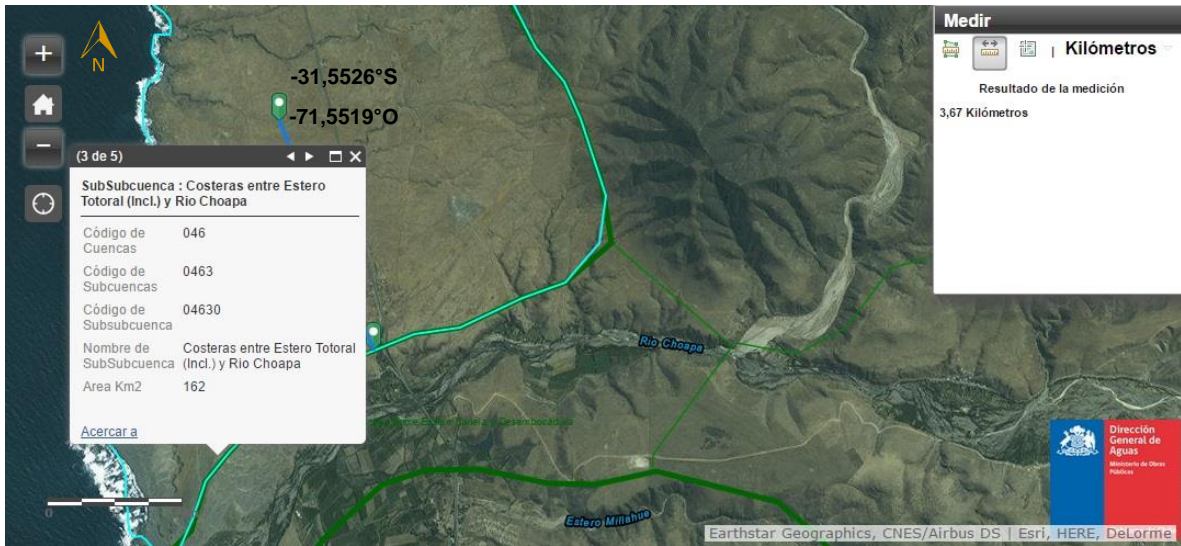 Medir
+
N
-31,5526°S
-71,5519°O
| Kilómetros
Resultado de la medición
3,67 Kilómetros
−
(3 de 5)
SubSubcuenca : Costeras entre Estero
Totoral (Incl.) y Rio Choapa
Código de
Cuencas
046
Código de
Subcuencas
0463
Código de
Subsubcuenca
04630
Nombre de
SubSubcuenca
Costeras entre Estero Totoral
(Incl.) y Rio Choapa
Area Km2
162
Acercar a
Rio Choapa
Estero Millahue
0
Dirección
General de
Aguas
Ministerio de Obras
Públicas
Earthstar Geographics, CNES/Airbus DS | Esri, HERE, DeLorme